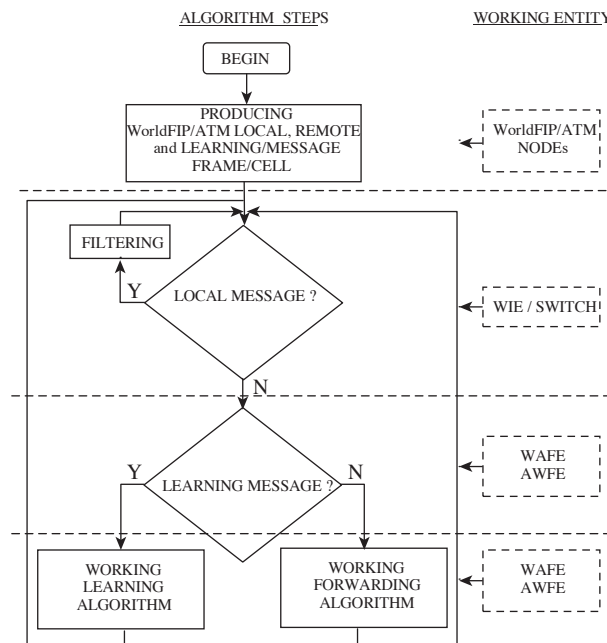 ALGORITHM STEPS
WORKING ENTITY
BEGIN
PRODUCING
WorldFIP/ATM LOCAL, REMOTE
and LEARNING/MESSAGE
FRAME/CELL
WorldFIP/ATM
NODEs
FILTERING
Y
LOCAL MESSAGE ?
WIE / SWITCH
N
Y
LEARNING MESSAGE ?
N
WAFE
AWFE
WORKING
LEARNING
ALGORITHM
WORKING
FORWARDING
ALGORITHM
WAFE
AWFE